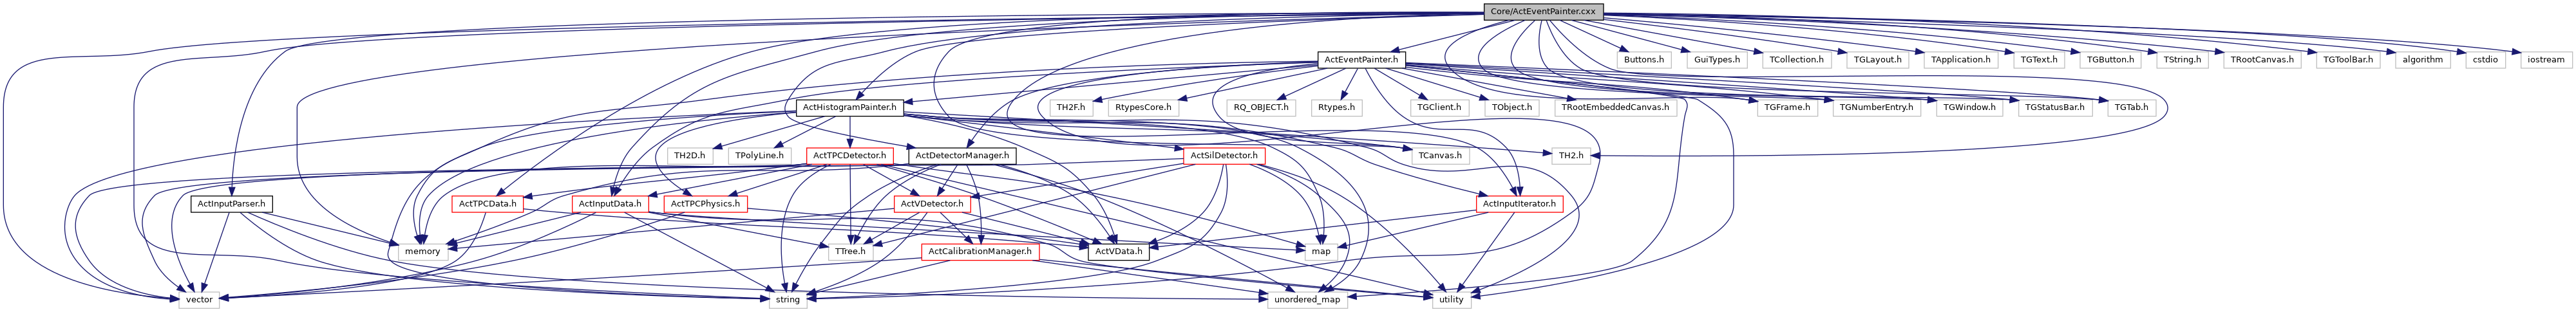 Core/ActEventPainter.cxx
ActEventPainter.h
Buttons.h
GuiTypes.h
TCollection.h
TGLayout.h
TApplication.h
TGText.h
TGButton.h
TString.h
TRootCanvas.h
TGToolBar.h
algorithm
cstdio
iostream
ActHistogramPainter.h
TH2F.h
RtypesCore.h
RQ_OBJECT.h
Rtypes.h
TGClient.h
TObject.h
TRootEmbeddedCanvas.h
TGFrame.h
TGNumberEntry.h
TGWindow.h
TGStatusBar.h
TGTab.h
TH2D.h
TPolyLine.h
ActTPCDetector.h
ActDetectorManager.h
ActSilDetector.h
TCanvas.h
TH2.h
ActInputParser.h
ActTPCData.h
ActInputData.h
ActTPCPhysics.h
ActVDetector.h
ActInputIterator.h
memory
TTree.h
ActCalibrationManager.h
ActVData.h
map
vector
string
unordered_map
utility